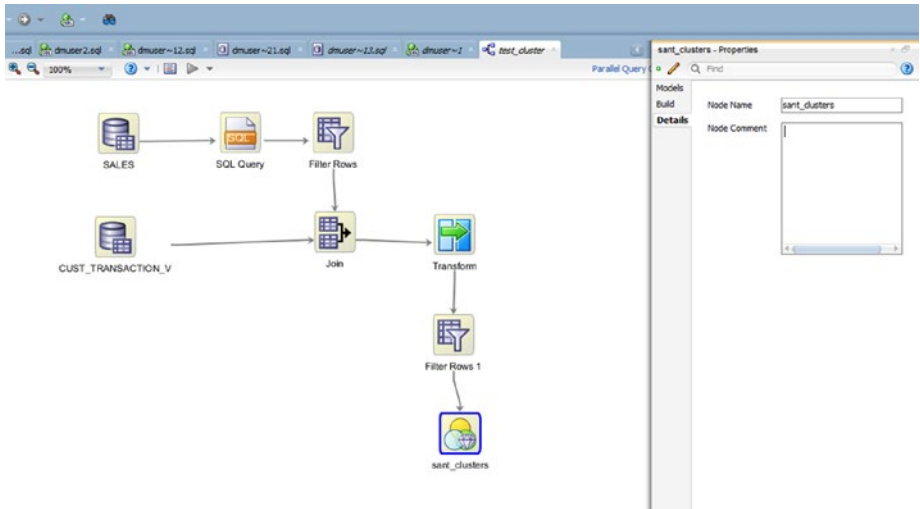 ...sql dmuser2.sql dmuser~12.sql dmuser~21.sql dmuser~13.sql dmuser~1 test_cluster
sant_clusters - Properties
100%
Parallel Query
Find
Models
Build
Details
Node Name sant_clusters
Node Comment
SALES
SQL
SQL Query
Filter Rows
CUST_TRANSACTION_V
Join
Transform
Filter Rows 1
sant_clusters